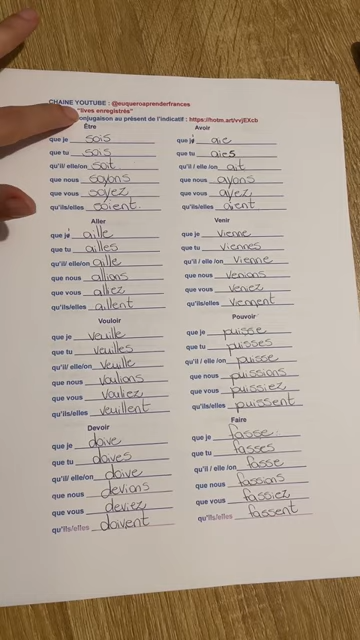 CHAINE YOUTUBE : @euqueroaprenderfrances
"lives enregistrés"
onjugaison au présent de l'indicatif : https://hotm.art/vvjEXcb
Être
que je sois
que tu sois
qu'il/ elle/on soit
que nous soyons
que vous soyez
qu'ils/elles soient.
Avoir
que j' aie
que tu aies
qu'il / elle /on ait
que nous ayons
que vous ayez
qu'ils/elles aient
Aller
que j' aille
que tu ailles
qu'il/ elle/on aille
que nous allions
que vous alliez
qu'ils/elles aillent
Venir
que je vienne
que tu viennes
qu'il / elle /on vienne
que nous venions
que vous veniez
qu'ils/elles viennent
Vouloir
que je veuille
que tu veuilles
qu'il/ elle/on veuille
que nous voulions
que vous vouliez
qu'ils/elles veuillent
Pouvoir
que je puisse
que tu puisses
qu'il / elle /on puisse
que nous puissions
que vous puissiez
qu'ils/elles puissent
Devoir
que je doive
que tu doives
qu'il/ elle/on doive
que nous devions
que vous deviez
qu'ils/elles doivent
Faire
que je fasse
que tu fasses
qu'il / elle /on fasse
que nous fassions
que vous fassiez
qu'ils/elles fassent